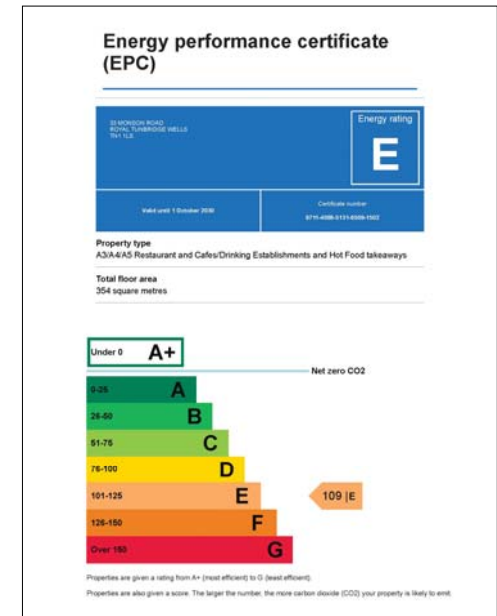 Energy performance certificate
(EPC)
33 MONSON ROAD
ROYAL TUNBRIDGE WELLS
TN1 1LS
Energy rating
E
Valid until 1 October 2030
Certificate number
Property type
A3/A4/A5 Restaurant and Cafes/Drinking Establishments and Hot Food takeaways
Total floor area
354 square metres
Under 0 A+
Net zero CO2
0-25 A
26-50 B
51-75 C
76-100 D
101-125 E
109 |E
126-150 F
Over 150 G
Properties are given a rating from A+ (most efficient) to G (least efficient).
Properties are also given a score. The larger the number, the more carbon dioxide (CO2) your property is likely to emit.